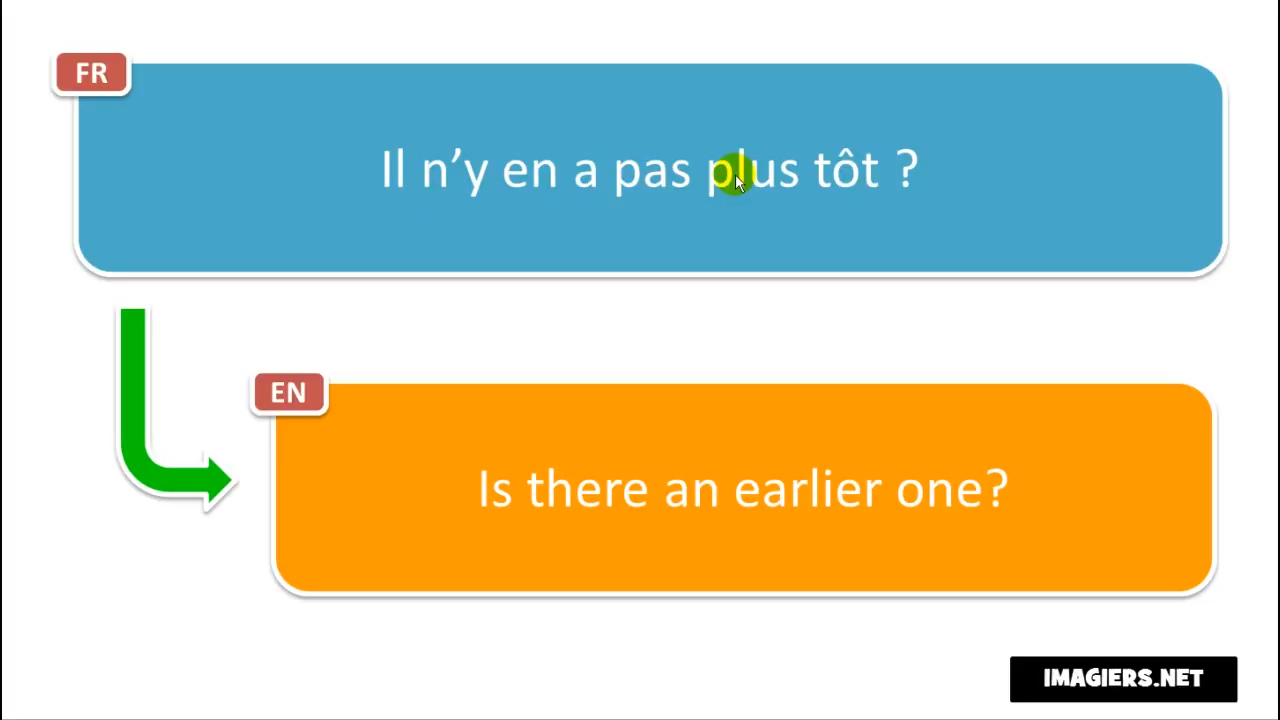 FR
Il n’y en a pas plus tôt ?
EN
Is there an earlier one?
IMAGIERS.NET